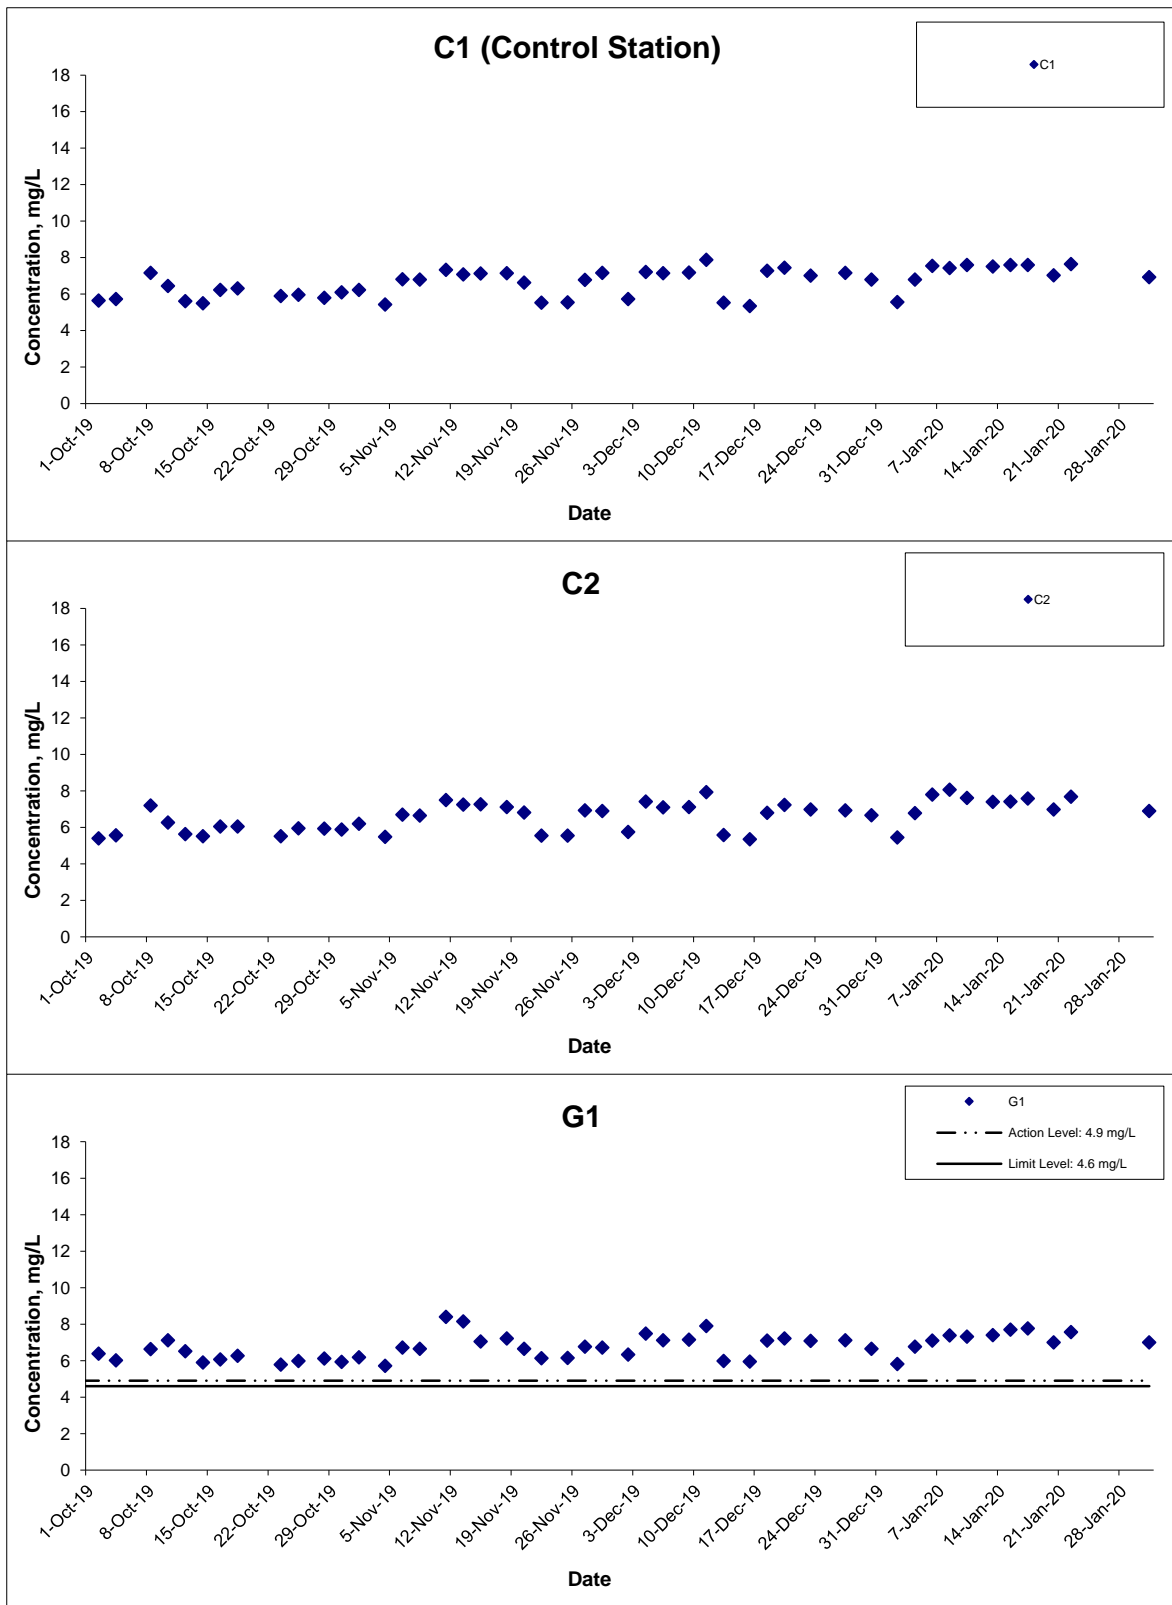 C1 (Control Station)
C1
18
16
14
12
10
8
6
4
2
0
Concentration, mg/L
1-Oct-19
8-Oct-19
15-Oct-19
22-Oct-19
29-Oct-19
5-Nov-19
12-Nov-19
19-Nov-19
26-Nov-19
3-Dec-19
10-Dec-19
17-Dec-19
24-Dec-19
31-Dec-19
7-Jan-20
14-Jan-20
21-Jan-20
28-Jan-20
Date
C2
C2
18
16
14
12
10
8
6
4
2
0
Concentration, mg/L
1-Oct-19
8-Oct-19
15-Oct-19
22-Oct-19
29-Oct-19
5-Nov-19
12-Nov-19
19-Nov-19
26-Nov-19
3-Dec-19
10-Dec-19
17-Dec-19
24-Dec-19
31-Dec-19
7-Jan-20
14-Jan-20
21-Jan-20
28-Jan-20
Date
G1
G1
Action Level: 4.9 mg/L
Limit Level: 4.6 mg/L
18
16
14
12
10
8
6
4
2
0
Concentration, mg/L
1-Oct-19
8-Oct-19
15-Oct-19
22-Oct-19
29-Oct-19
5-Nov-19
12-Nov-19
19-Nov-19
26-Nov-19
3-Dec-19
10-Dec-19
17-Dec-19
24-Dec-19
31-Dec-19
7-Jan-20
14-Jan-20
21-Jan-20
28-Jan-20
Date